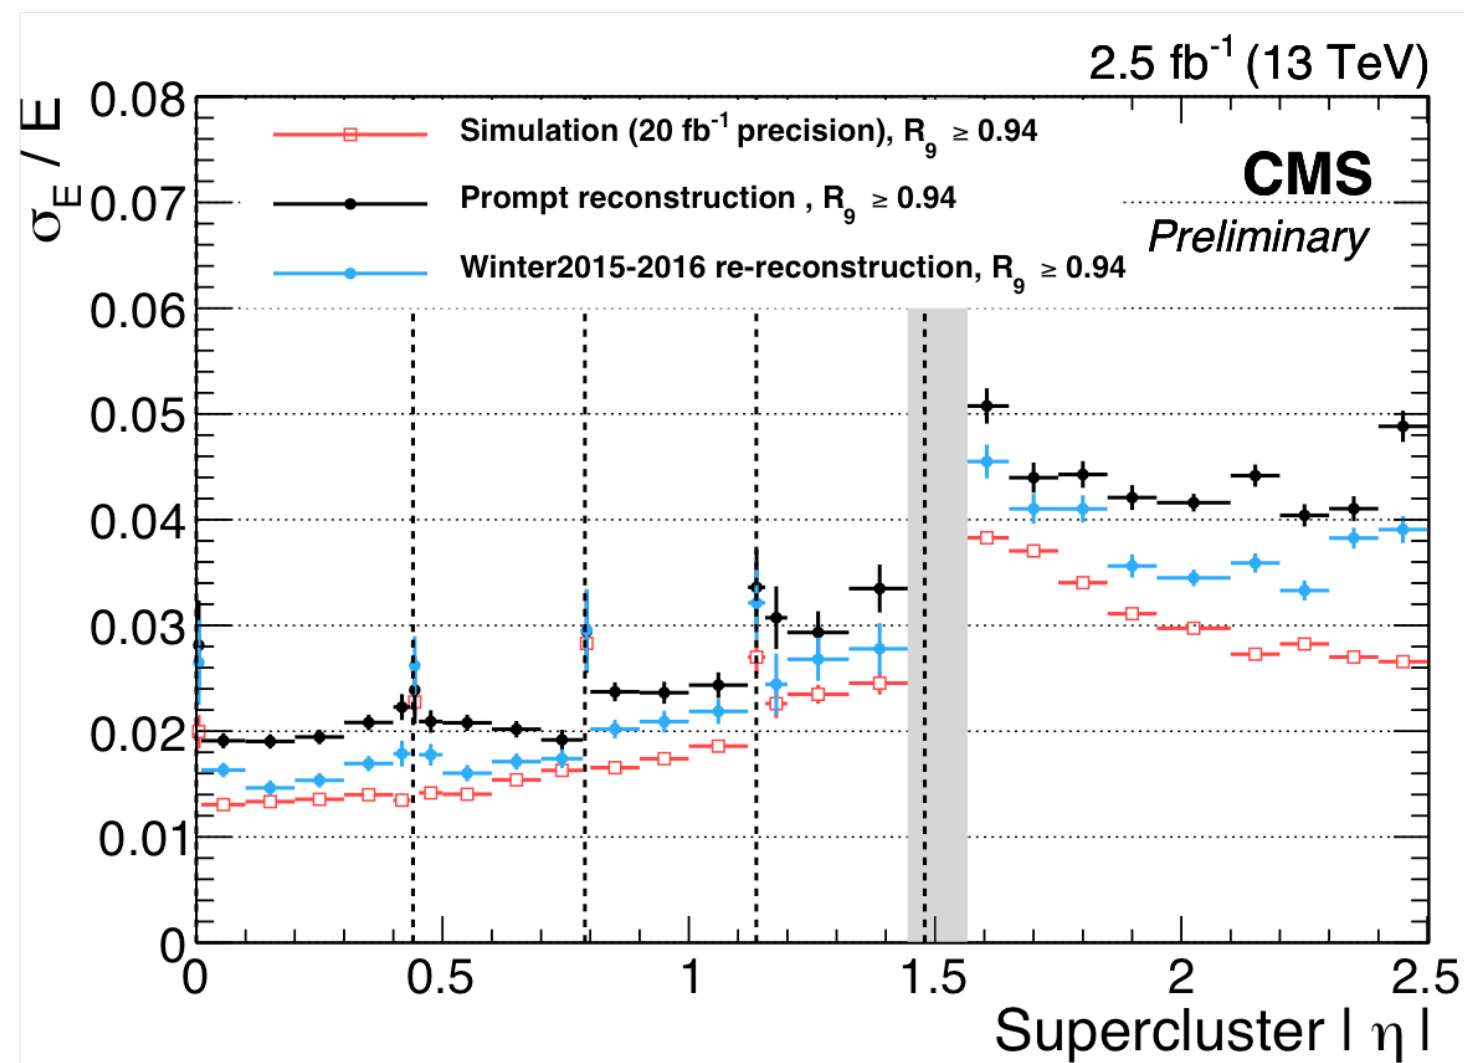 2.5 fb⁻¹ (13 TeV)
σ_E / E
0.08
0.07
0.06
0.05
0.04
0.03
0.02
0.01
0
Simulation (20 fb⁻¹ precision), R₉ ≥ 0.94
Prompt reconstruction , R₉ ≥ 0.94
Winter2015-2016 re-reconstruction, R₉ ≥ 0.94
CMS
Preliminary
0 0.5 1 1.5 2 2.5
Supercluster | η |